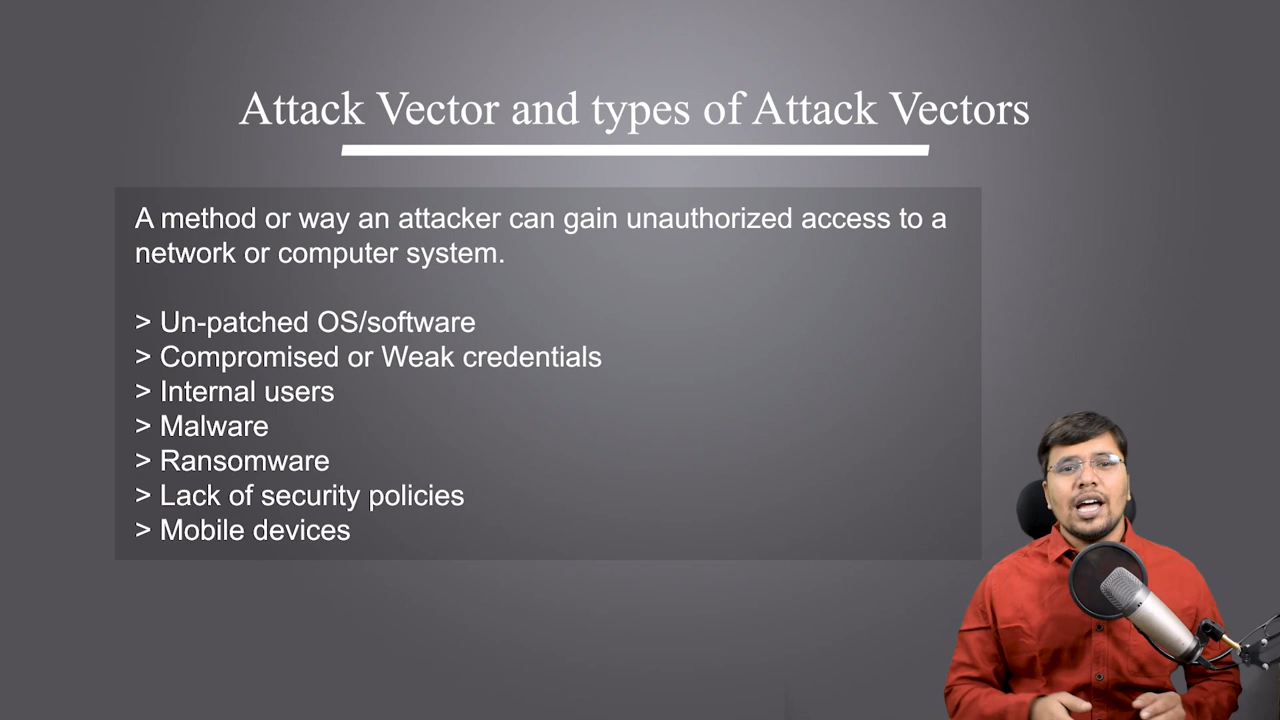 Attack Vector and types of Attack Vectors
A method or way an attacker can gain unauthorized access to a
network or computer system.
> Un-patched OS/software
> Compromised or Weak credentials
> Internal users
> Malware
> Ransomware
> Lack of security policies
> Mobile devices